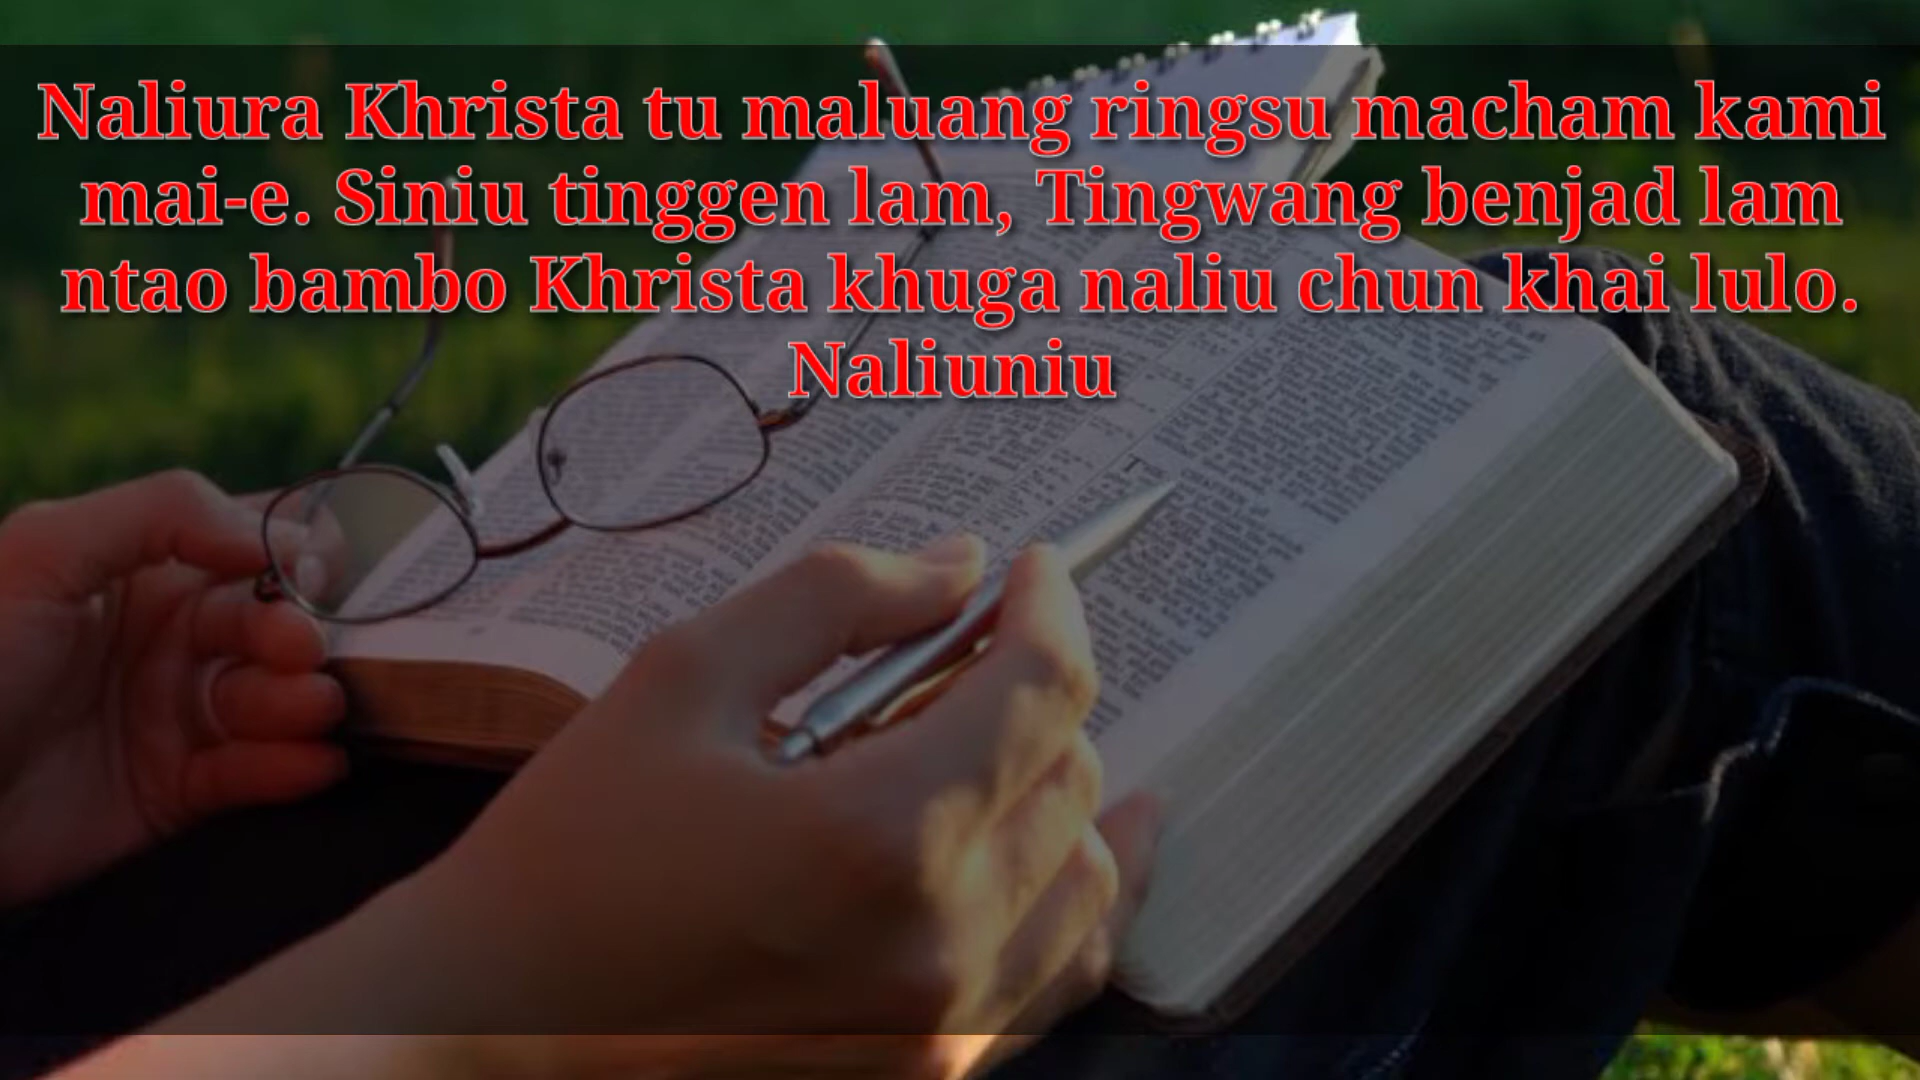 Naliura Khrista tu maluang ringsu macham kami
mai-e. Siniu tinggen lam, Tingwang benjad lam
ntao bambo Khrista khuga naliu chun khai lulo.
Naliuniu